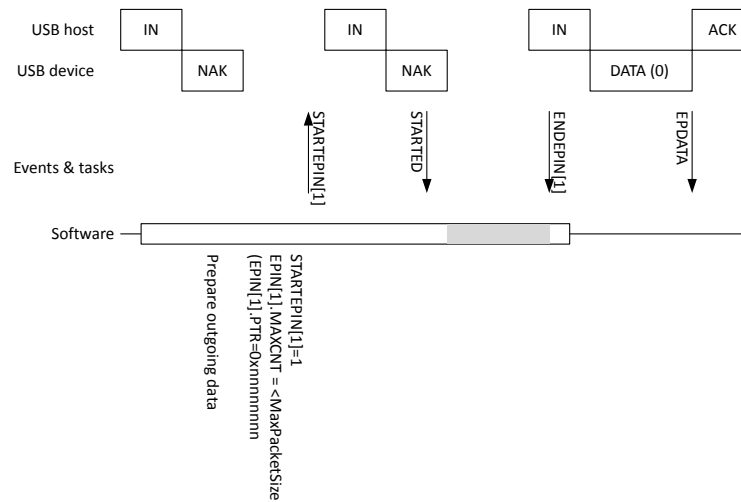 USB host
IN
IN
IN
ACK
USB device
NAK
NAK
DATA (0)
Events & tasks
STARTEPIN[1]
STARTED
ENDEPIN[1]
EPDATA
Software
Prepare outgoing data
(EPIN[1].PTR=0xnnnnnnnn
EPIN[1].MAXCNT = <MaxPacketSize
STARTEPIN[1]=1